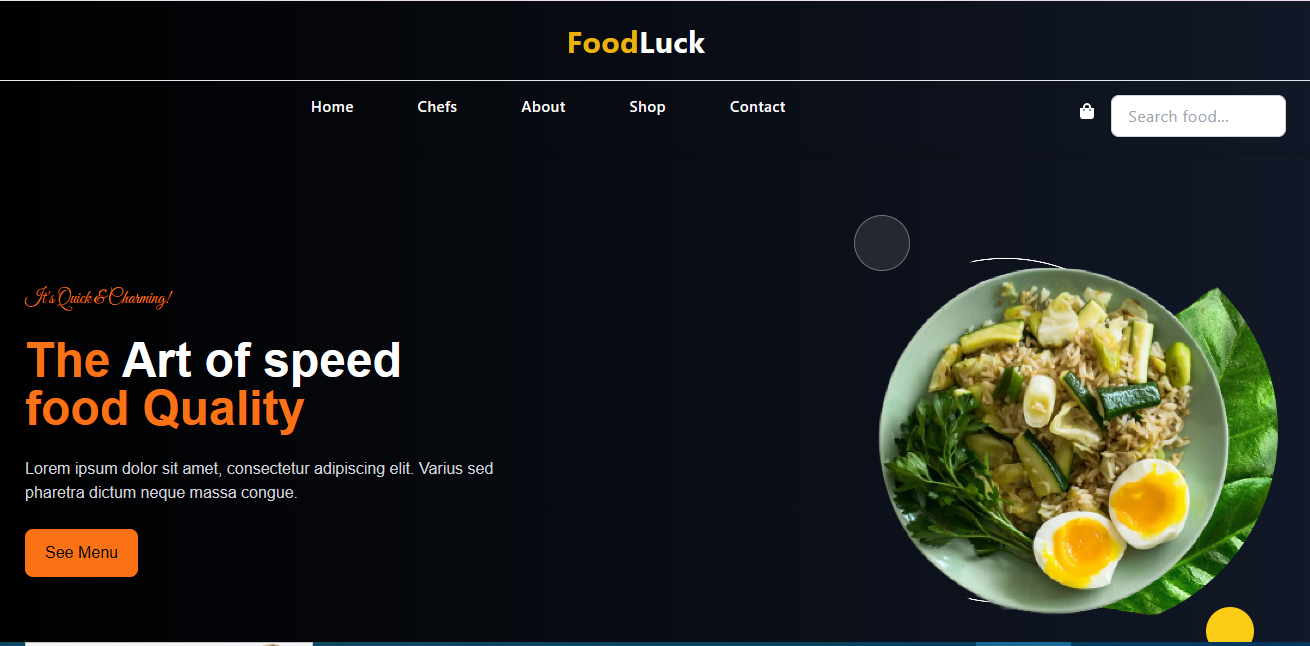 FoodLuck
Home Chefs About Shop Contact Search food...
It's Quick & Charming!
The Art of speed
food Quality
Lorem ipsum dolor sit amet, consectetur adipiscing elit. Varius sed
pharetra dictum neque massa congue.
See Menu